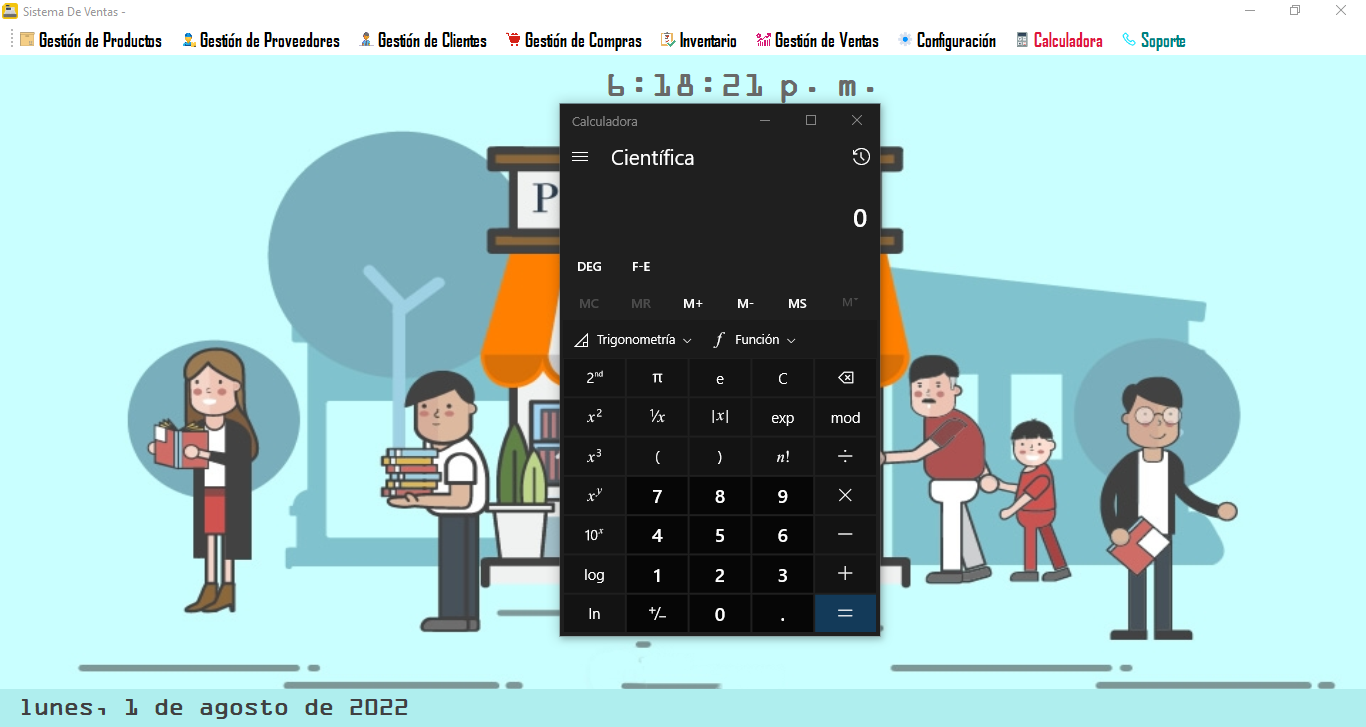 Sistema De Ventas -
Gestión de Productos Gestión de Proveedores Gestión de Clientes Gestión de Compras Inventario Gestión de Ventas Configuración Calculadora Soporte
6:18:21 p. m.
Calculadora
Científica
P
0
DEG F-E
MC MR M+ M- MS M˅
Trigonometría f Función
2ⁿᵈ π e C
x² ¹/x |x| exp mod
x³ ( ) n! ÷
xʸ 7 8 9 ×
10ˣ 4 5 6 −
log 1 2 3 +
ln +/− 0 . =
lunes, 1 de agosto de 2022